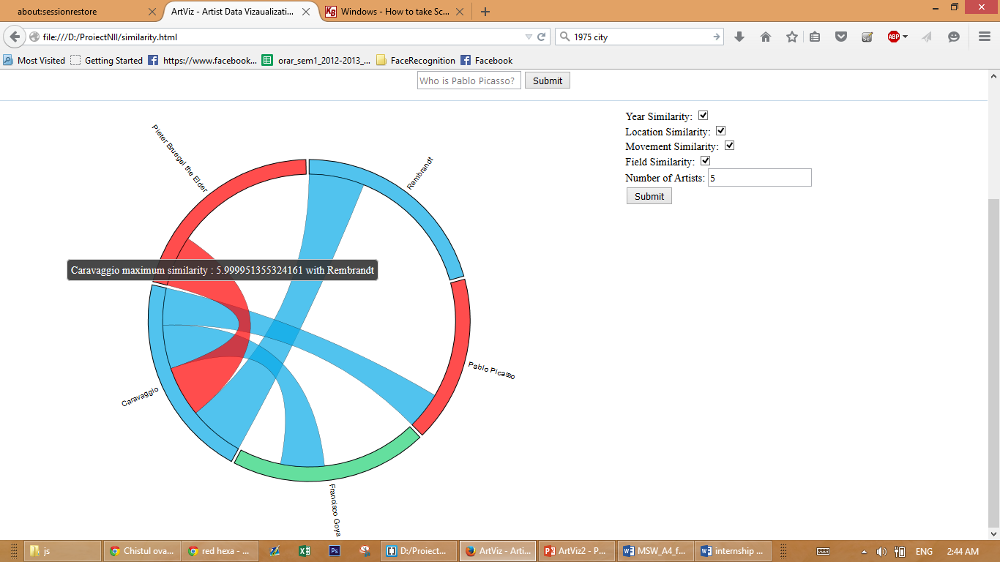 about:sessionrestore
ArtViz - Artist Data Vizaualizati...
KB
Windows - How to take Sc...
file:///D:/ProiectNII/similarity.html
1975 city
ABP
Most Visited
Getting Started
https://www.facebook...
orar_sem1_2012-2013_...
FaceRecognition
Facebook
Who is Pablo Picasso?
Submit
Year Similarity:
Location Similarity:
Movement Similarity:
Field Similarity:
Number of Artists: 5
Submit
Pieter Bruegel the Elder
Rembrandt
Caravaggio maximum similarity : 5.999951355324161 with Rembrandt
Pablo Picasso
Caravaggio
Francisco Goya
js
Chistul ova...
red hexa - ...
Ps
D:/Proiect...
ArtViz - Arti...
ArtViz2 - P...
MSW_A4_f...
internship ...
ENG
2:44 AM